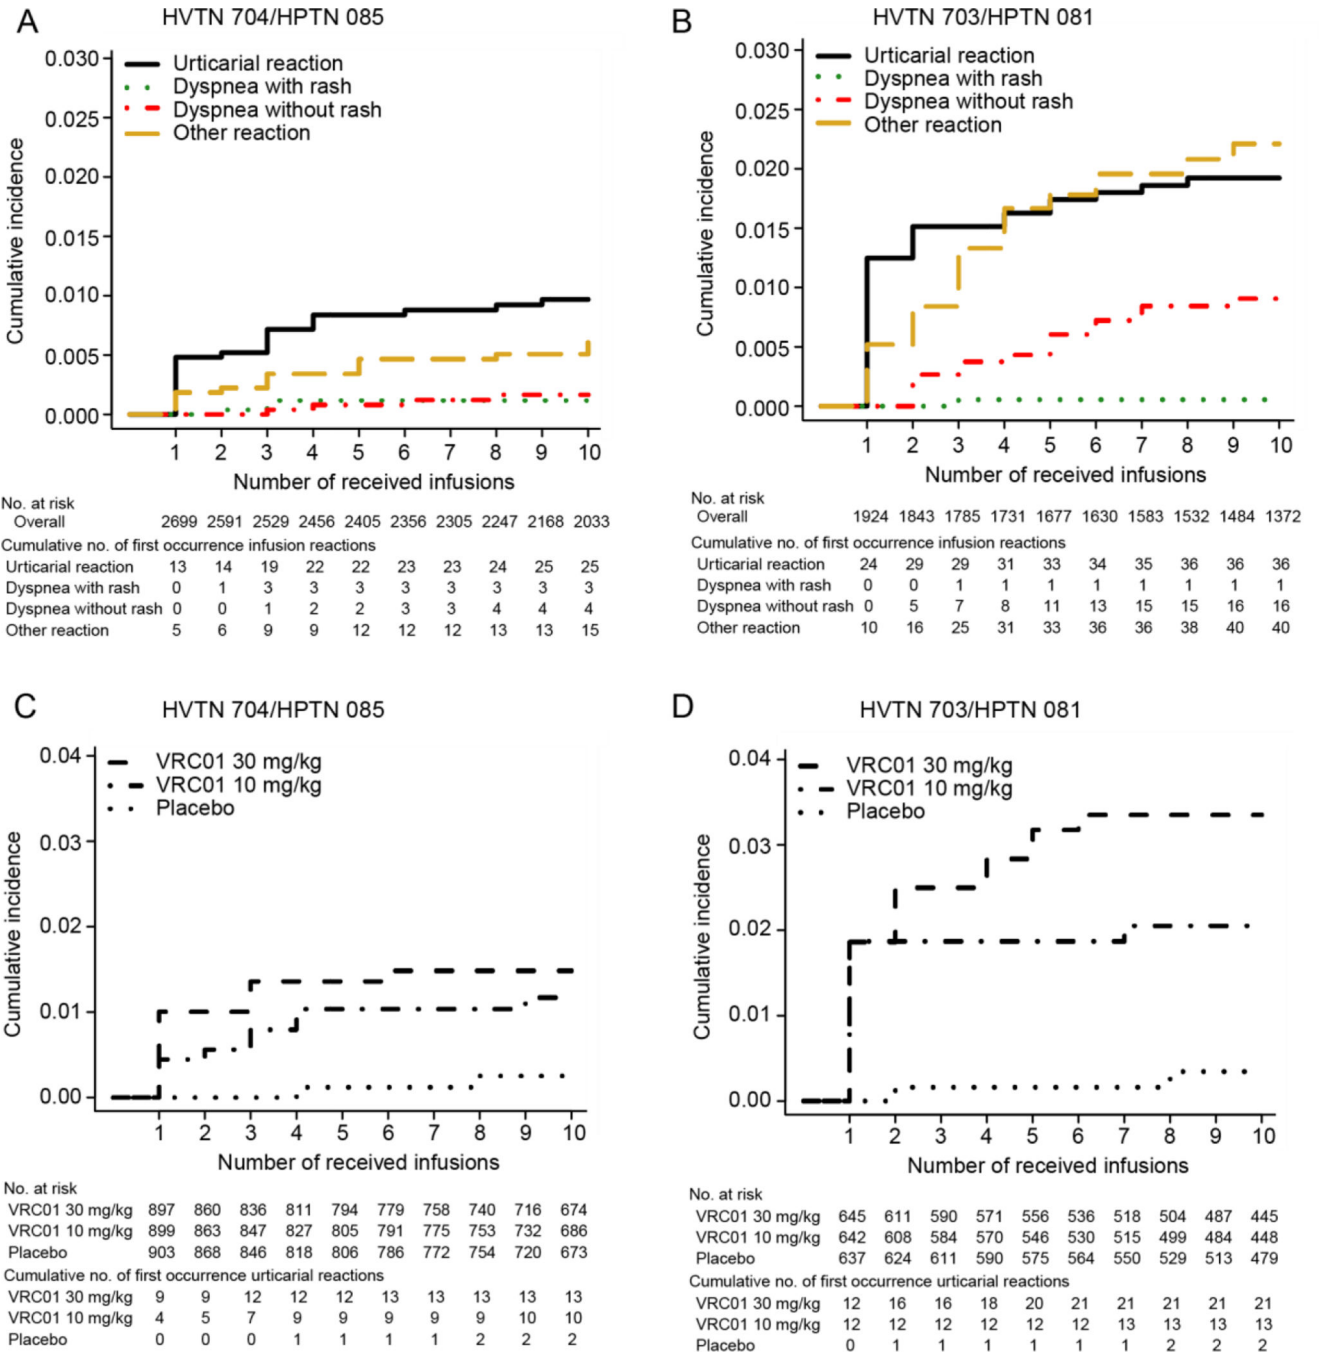 A
HVTN 704/HPTN 085
0.030
0.025
0.020
0.015
0.010
0.005
0.000
Cumulative incidence
Urticarial reaction
Dyspnea with rash
Dyspnea without rash
Other reaction
1 2 3 4 5 6 7 8 9 10
Number of received infusions
No. at risk
Overall 2699 2591 2529 2456 2405 2356 2305 2247 2168 2033
Cumulative no. of first occurrence infusion reactions
Urticarial reaction 13 14 19 22 22 23 23 24 25 25
Dyspnea with rash 0 1 3 3 3 3 3 3 3 3
Dyspnea without rash 0 0 1 2 2 3 3 4 4 4
Other reaction 5 6 9 9 12 12 12 13 13 15
B
HVTN 703/HPTN 081
0.030
0.025
0.020
0.015
0.010
0.005
0.000
Cumulative incidence
Urticarial reaction
Dyspnea with rash
Dyspnea without rash
Other reaction
1 2 3 4 5 6 7 8 9 10
Number of received infusions
No. at risk
Overall 1924 1843 1785 1731 1677 1630 1583 1532 1484 1372
Cumulative no. of first occurrence infusion reactions
Urticarial reaction 24 29 29 31 33 34 35 36 36 36
Dyspnea with rash 0 0 1 1 1 1 1 1 1 1
Dyspnea without rash 0 5 7 8 11 13 15 15 16 16
Other reaction 10 16 25 31 33 36 36 38 40 40
C
HVTN 704/HPTN 085
0.04
0.03
0.02
0.01
0.00
Cumulative incidence
VRC01 30 mg/kg
VRC01 10 mg/kg
Placebo
1 2 3 4 5 6 7 8 9 10
Number of received infusions
No. at risk
VRC01 30 mg/kg 897 860 836 811 794 779 758 740 716 674
VRC01 10 mg/kg 899 863 847 827 805 791 775 753 732 686
Placebo 903 868 846 818 806 786 772 754 720 673
Cumulative no. of first occurrence urticarial reactions
VRC01 30 mg/kg 9 9 12 12 12 13 13 13 13 13
VRC01 10 mg/kg 4 5 7 9 9 9 9 9 10 10
Placebo 0 0 0 1 1 1 1 2 2 2
D
HVTN 703/HPTN 081
0.04
0.03
0.02
0.01
0.00
Cumulative incidence
VRC01 30 mg/kg
VRC01 10 mg/kg
Placebo
1 2 3 4 5 6 7 8 9 10
Number of received infusions
No. at risk
VRC01 30 mg/kg 645 611 590 571 556 536 518 504 487 445
VRC01 10 mg/kg 642 608 584 570 546 530 515 499 484 448
Placebo 637 624 611 590 575 564 550 529 513 479
Cumulative no. of first occurrence urticarial reactions
VRC01 30 mg/kg 12 16 16 18 20 21 21 21 21 21
VRC01 10 mg/kg 12 12 12 12 12 12 13 13 13 13
Placebo 0 1 1 1 1 1 1 2 2 2